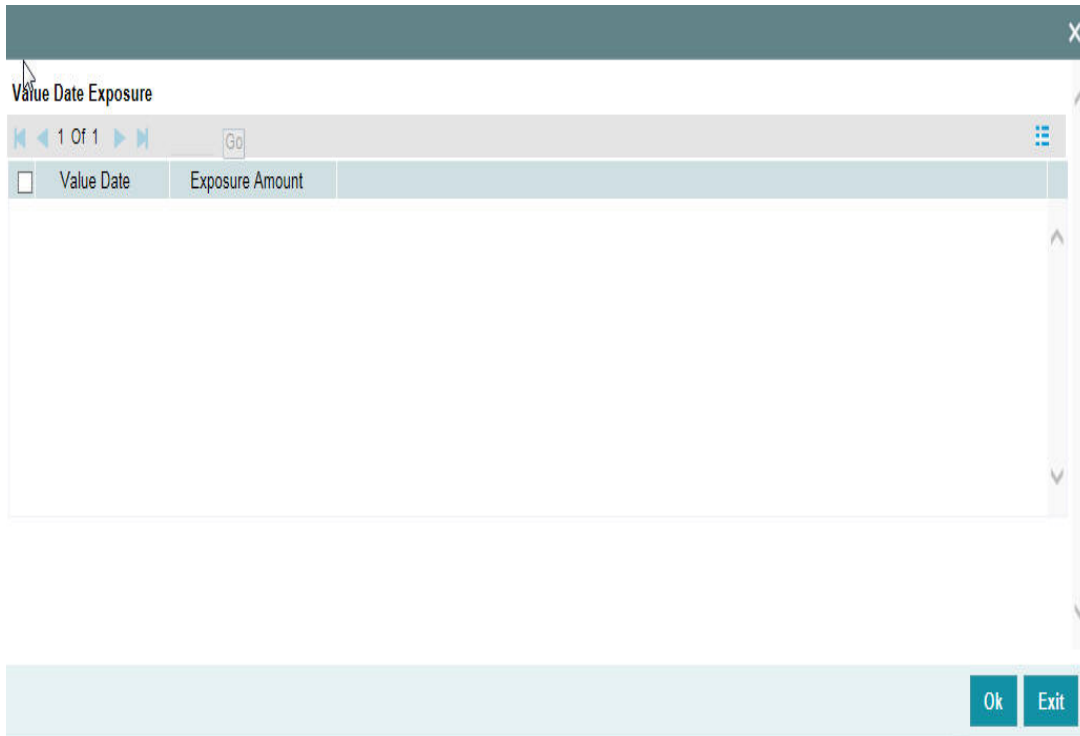 X
Value Date Exposure
1 Of 1 Go
Value Date Exposure Amount
Ok Exit